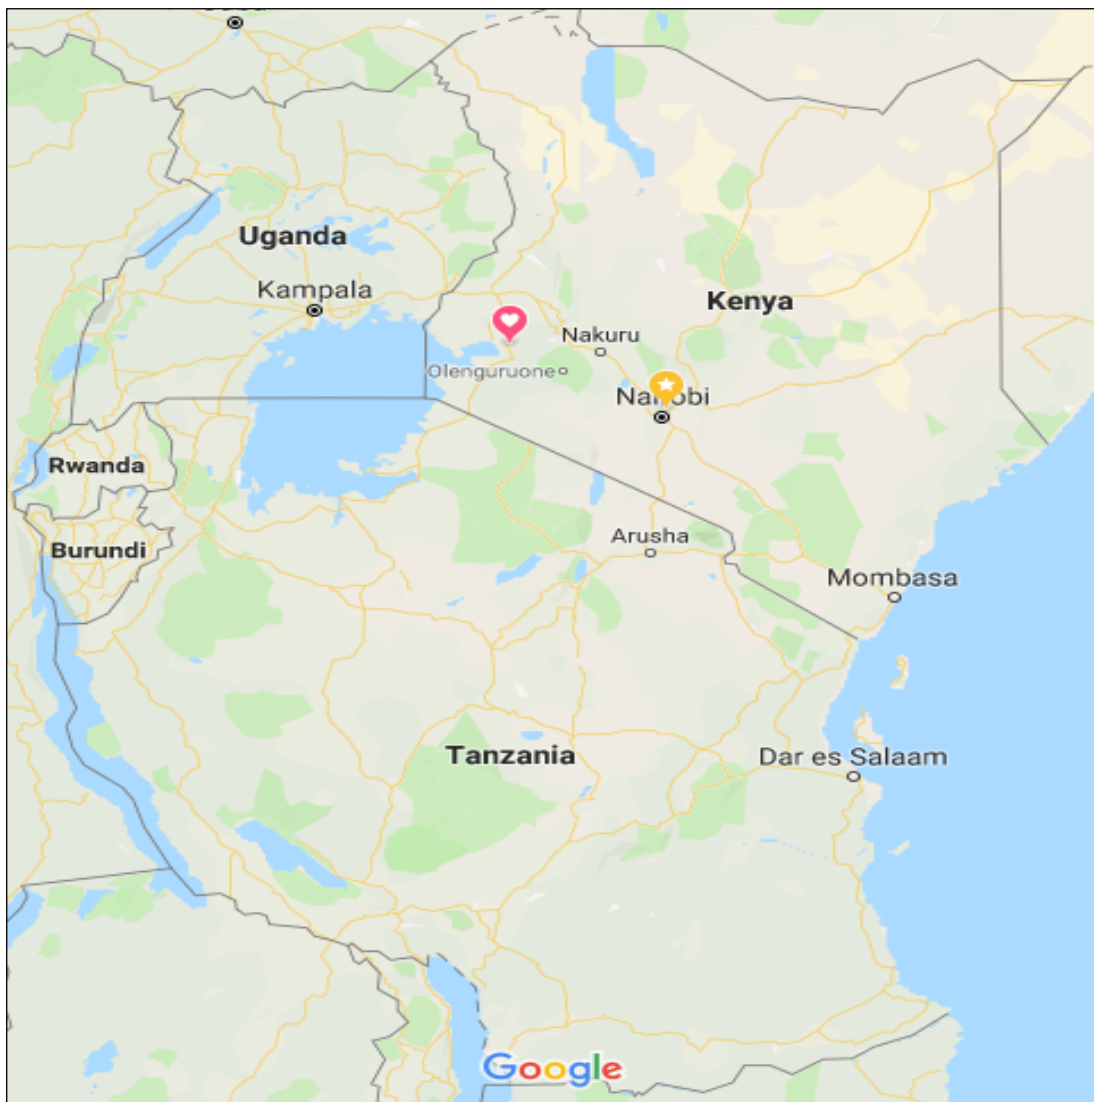 Uganda
Kampala
Kenya
Nakuru
Olenguruone
Nairobi
Rwanda
Burundi
Arusha
Mombasa
Tanzania
Dar es Salaam
Google